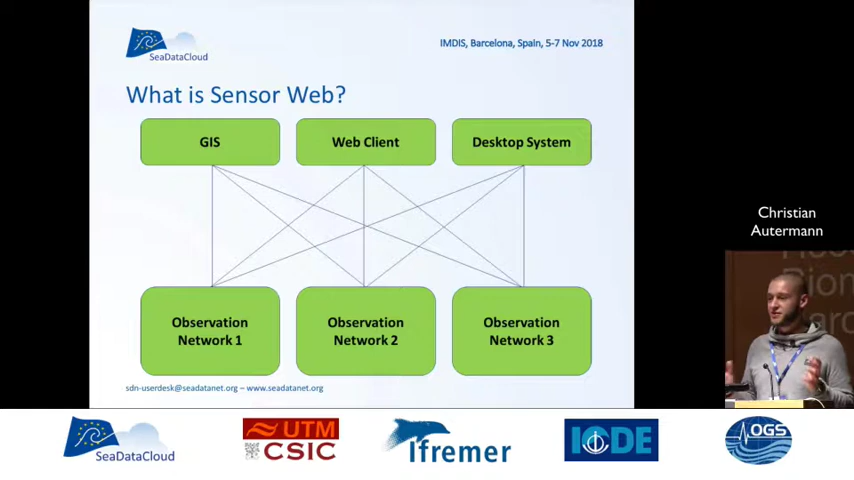 SeaDataCloud
IMDIS, Barcelona, Spain, 5-7 Nov 2018
What is Sensor Web?
GIS
Web Client
Desktop System
Observation
Network 1
Observation
Network 2
Observation
Network 3
sdn-userdesk@seadatanet.org – www.seadatanet.org
Christian
Autermann
SeaDataCloud
UTM
CSIC
Ifremer
IODE
OGS